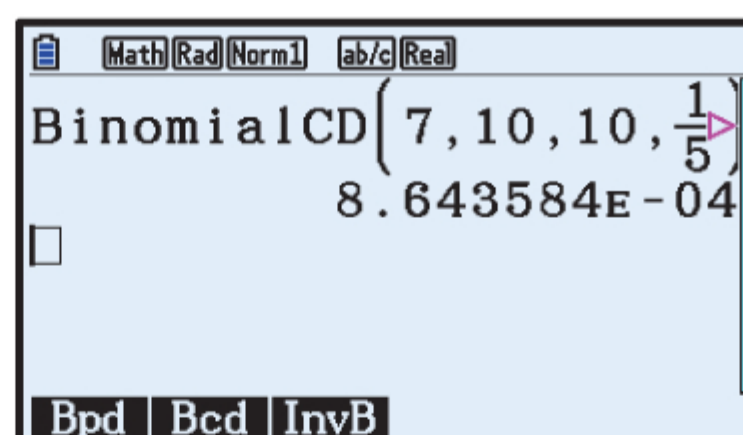 Math Rad Norm1 ab/c Real
BinomialCD(7,10,10,1/5)
8.643584E-04
Bpd Bcd InvB